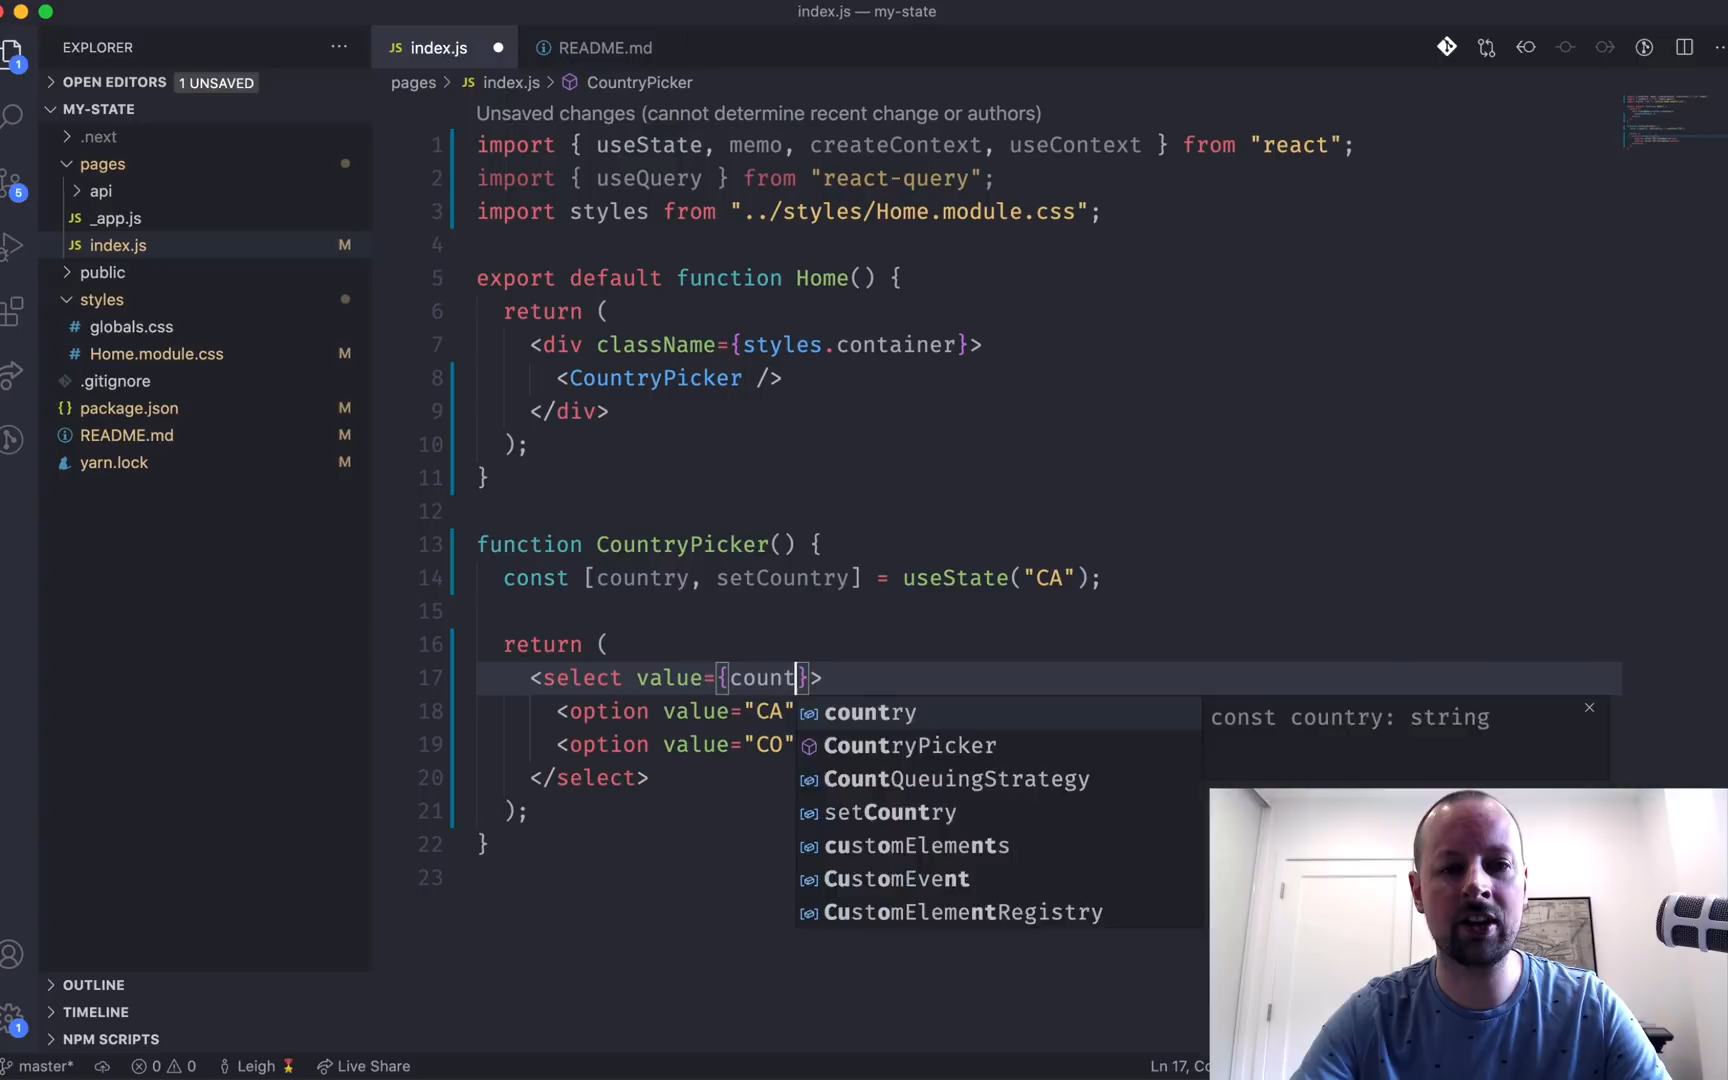 index.js — my-state
EXPLORER
JS index.js
README.md
OPEN EDITORS 1 UNSAVED
MY-STATE
.next
pages
api
JS _app.js
JS index.js M
public
styles
# globals.css
# Home.module.css M
.gitignore
{} package.json M
README.md M
yarn.lock M
OUTLINE
TIMELINE
NPM SCRIPTS
1
5
1
pages > JS index.js > CountryPicker
Unsaved changes (cannot determine recent change or authors)
1 import { useState, memo, createContext, useContext } from "react";
2 import { useQuery } from "react-query";
3 import styles from "../styles/Home.module.css";
4
5 export default function Home() {
6 return (
7 <div className={styles.container}>
8 <CountryPicker />
9 </div>
10 );
11 }
12
13 function CountryPicker() {
14 const [country, setCountry] = useState("CA");
15
16 return (
17 <select value={count}>
18 <option value="CA"
19 <option value="CO"
20 </select>
21 );
22 }
23
country
CountryPicker
CountQueuingStrategy
setCountry
customElements
CustomEvent
CustomElementRegistry
const country: string
master* 0 0 Leigh Live Share
Ln 17,